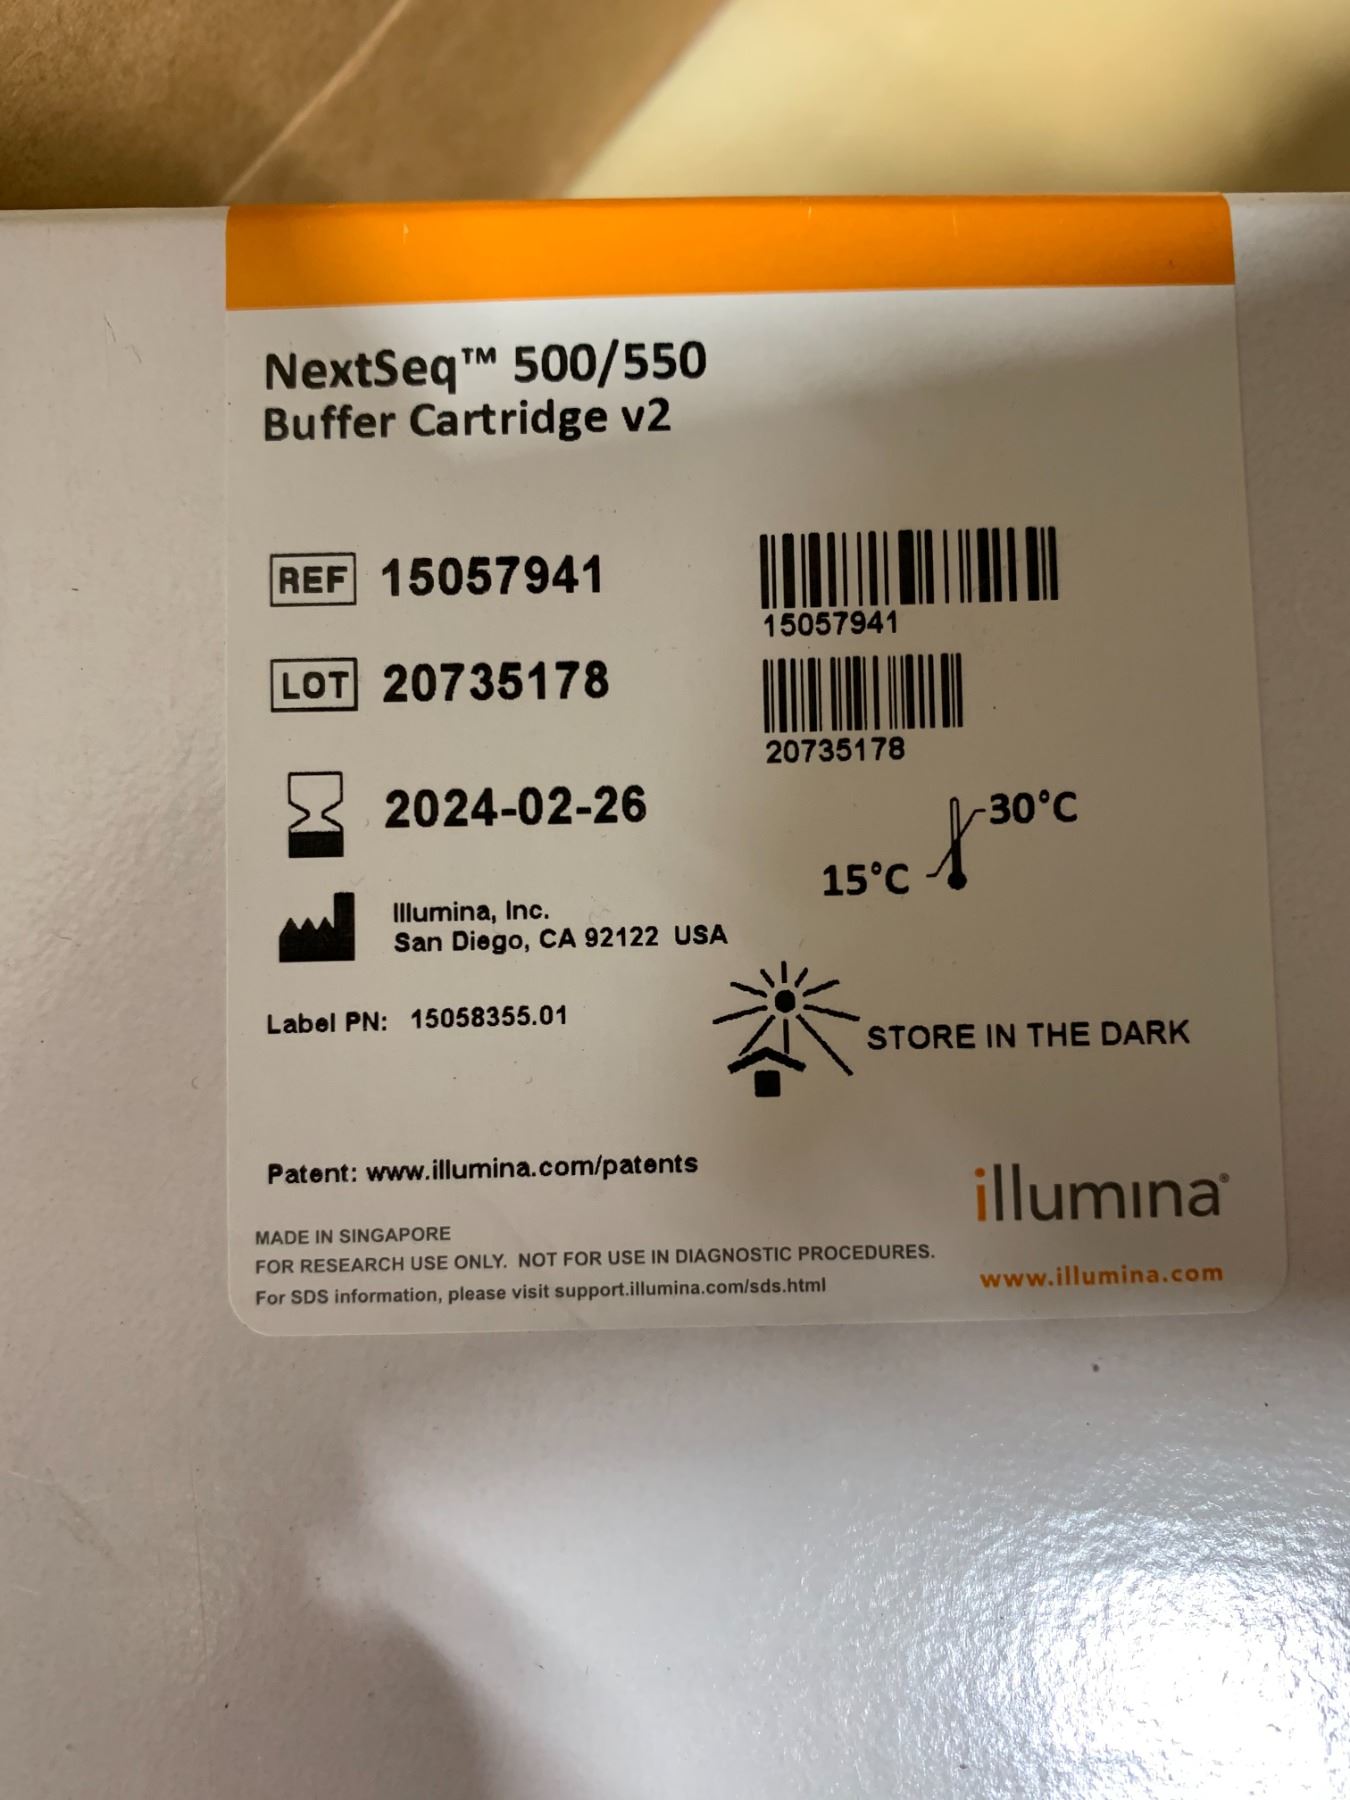 NextSeq™ 500/550
Buffer Cartridge v2
REF 15057941
15057941
LOT 20735178
20735178
2024-02-26
30°C
15°C
Illumina, Inc.
San Diego, CA 92122 USA
Label PN: 15058355.01
STORE IN THE DARK
Patent: www.illumina.com/patents
illumina®
MADE IN SINGAPORE
FOR RESEARCH USE ONLY. NOT FOR USE IN DIAGNOSTIC PROCEDURES.
For SDS information, please visit support.illumina.com/sds.html
www.illumina.com